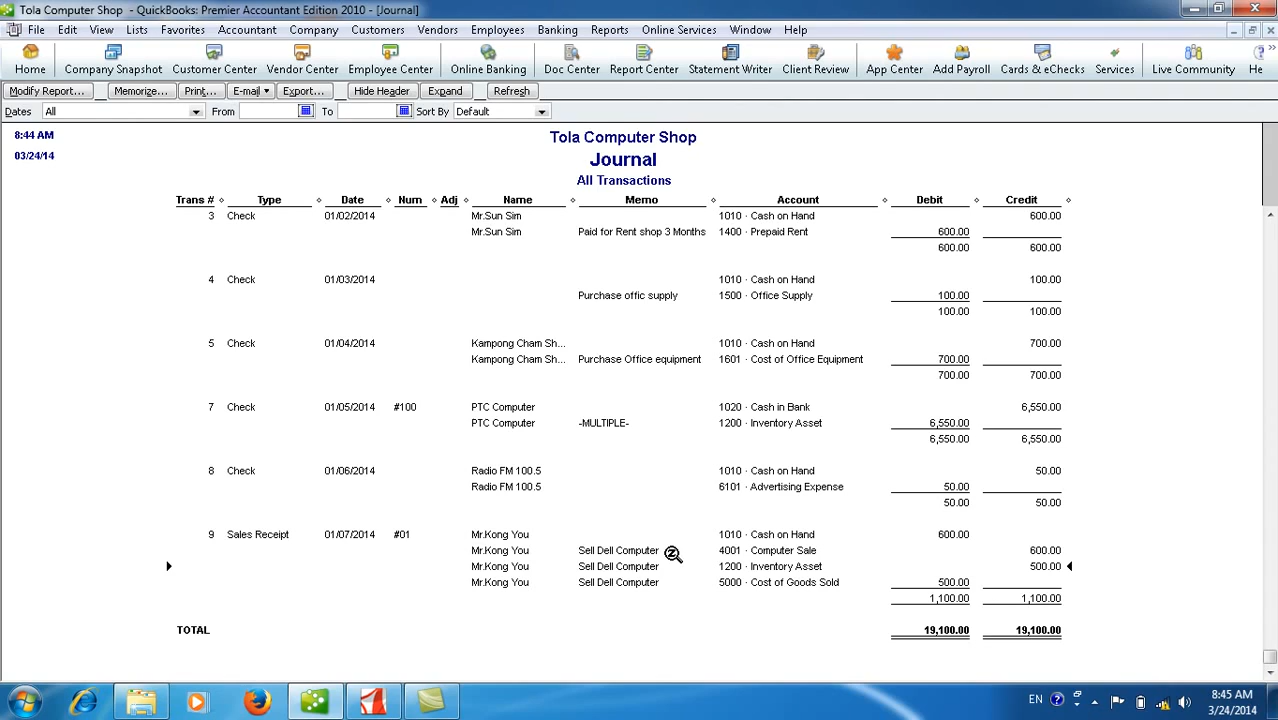 Tola Computer Shop - QuickBooks: Premier Accountant Edition 2010 - [Journal]
File Edit View Lists Favorites Accountant Company Customers Vendors Employees Banking Reports Online Services Window Help
Home Company Snapshot Customer Center Vendor Center Employee Center Online Banking Doc Center Report Center Statement Writer Client Review App Center Add Payroll Cards & eChecks Services Live Community He
Modify Report... Memorize... Print... E-mail Export... Hide Header Expand Refresh
Dates All From To Sort By Default
8:44 AM
03/24/14
Tola Computer Shop
Journal
All Transactions
Trans # Type Date Num Adj Name Memo Account Debit Credit
3 Check 01/02/2014 Mr.Sun Sim 1010 · Cash on Hand 600.00
Mr.Sun Sim Paid for Rent shop 3 Months 1400 · Prepaid Rent 600.00
600.00 600.00
4 Check 01/03/2014 1010 · Cash on Hand 100.00
Purchase offic supply 1500 · Office Supply 100.00
100.00 100.00
5 Check 01/04/2014 Kampong Cham Sh... 1010 · Cash on Hand 700.00
Kampong Cham Sh... Purchase Office equipment 1601 · Cost of Office Equipment 700.00
700.00 700.00
7 Check 01/05/2014 #100 PTC Computer 1020 · Cash in Bank 6,550.00
PTC Computer -MULTIPLE- 1200 · Inventory Asset 6,550.00
6,550.00 6,550.00
8 Check 01/06/2014 Radio FM 100.5 1010 · Cash on Hand 50.00
Radio FM 100.5 6101 · Advertising Expense 50.00
50.00 50.00
9 Sales Receipt 01/07/2014 #01 Mr.Kong You 1010 · Cash on Hand 600.00
Mr.Kong You Sell Dell Computer 4001 · Computer Sale 600.00
Mr.Kong You Sell Dell Computer 1200 · Inventory Asset 500.00
Mr.Kong You Sell Dell Computer 5000 · Cost of Goods Sold 500.00
1,100.00 1,100.00
TOTAL 19,100.00 19,100.00
EN 8:45 AM
3/24/2014